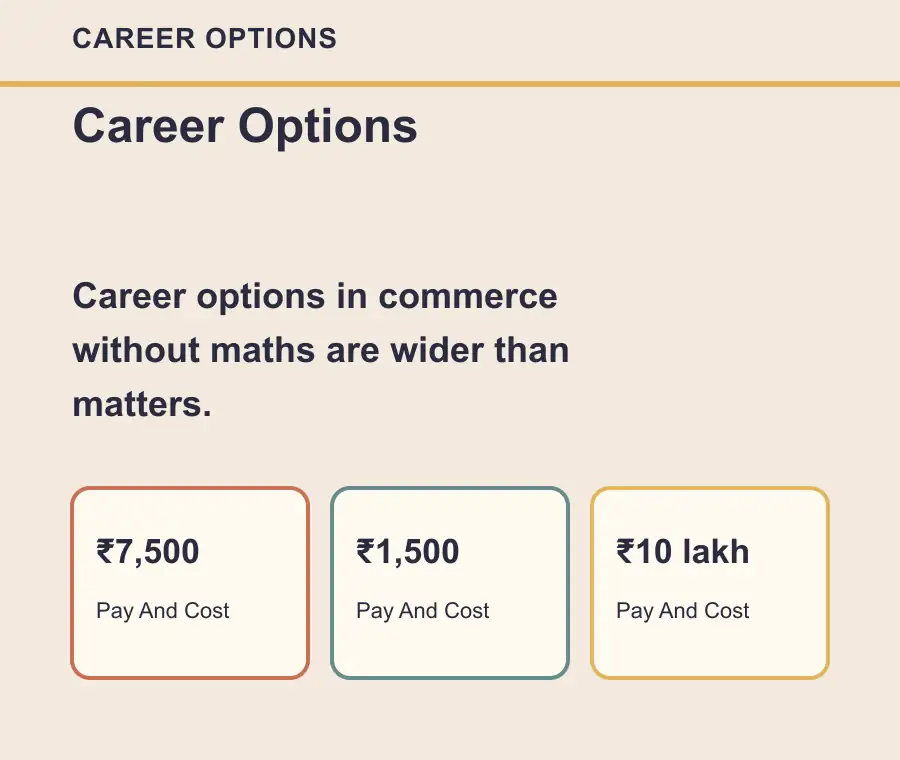 CAREER OPTIONS
Career Options
Career options in commerce
without maths are wider than
matters.
₹7,500
Pay And Cost
₹1,500
Pay And Cost
₹10 lakh
Pay And Cost